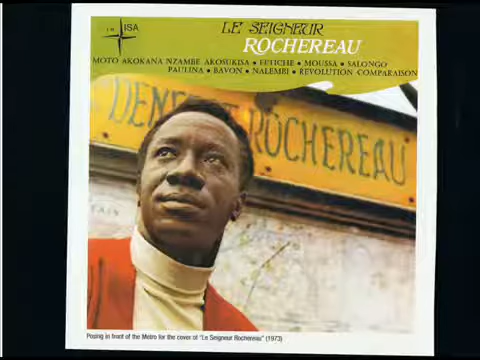 ISA
LE SEIGNEUR
ROCHEREAU
MOTO AKOKANA NZAMBE AKOSUKISA • FETICHE • MOUSSA • SALONGO
PAULINA • BAVON • NALEMBI • REVOLUTION COMPARAISON
DENFERT ROCHEREAU
Posing in front of the Metro for the cover of "Le Seigneur Rochereau" (1973)